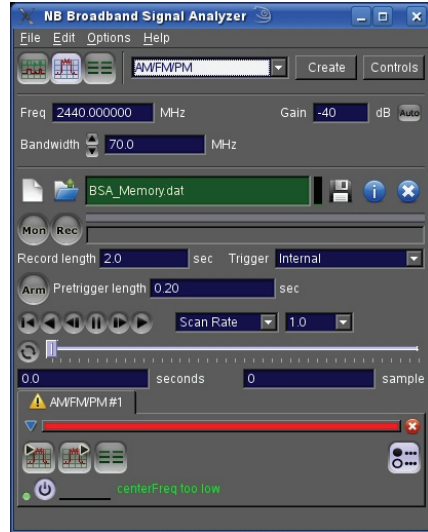 NB Broadband Signal Analyzer
File Edit Options Help
AM/FM/PM Create Controls
Freq 2440.000000 MHz Gain -40 dB Auto
Bandwidth 70.0 MHz
BSA_Memory.dat
Mon Rec
Record length 2.0 sec Trigger Internal
Arm Pretrigger length 0.20 sec
Scan Rate 1.0
0.0 seconds 0 sample
AM/FM/PM #1
centerFreq too low